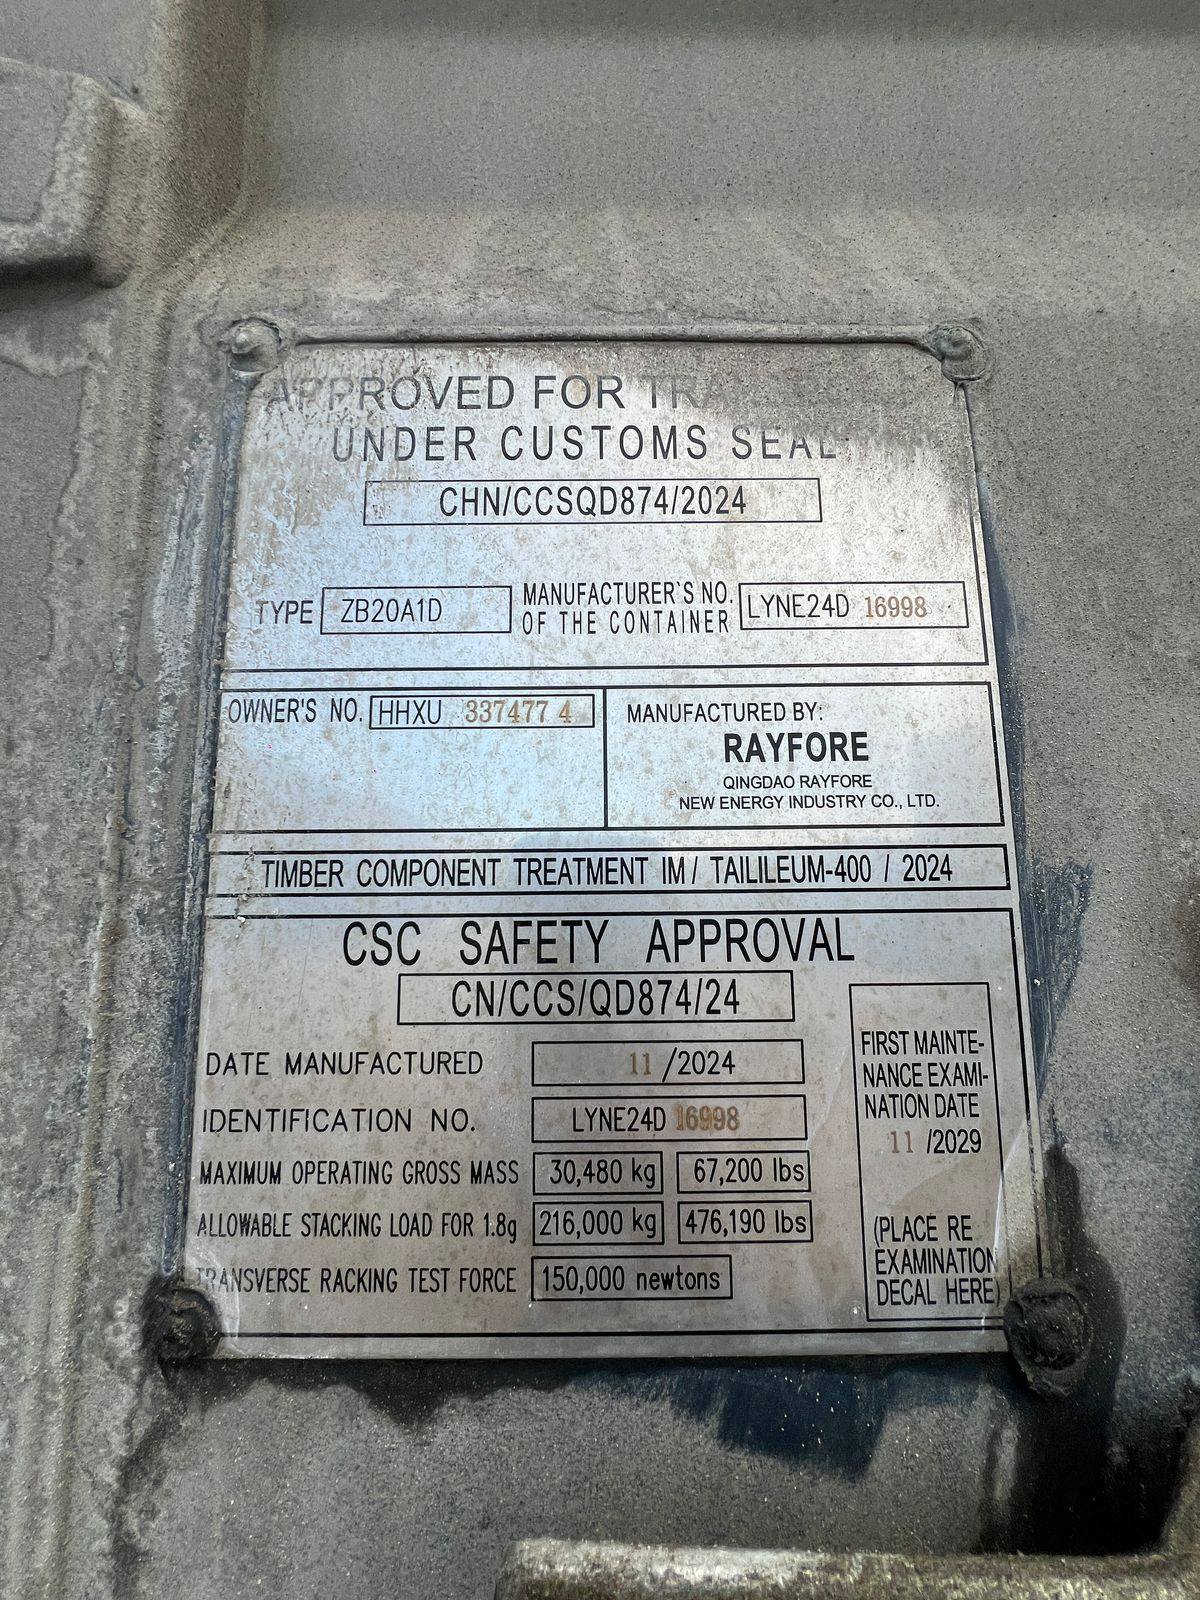 APPROVED FOR
UNDER CUSTOMS SEAL
CHN/CCSQD874/2024
TYPE ZB20A1D MANUFACTURER`S NO. OF THE CONTAINER LYNE24D 16998
OWNER'S NO. HHXU 337477 4
MANUFACTURED BY:
RAYFORE
QINGDAO RAYFORE
NEW ENERGY INDUSTRY CO., LTD.
TIMBER COMPONENT TREATMENT IM / TAILILEUM-400 / 2024
CSC SAFETY APPROVAL
CN/CCS/QD874/24
DATE MANUFACTURED 11 /2024
IDENTIFICATION NO. LYNE24D 16998
MAXIMUM OPERATING GROSS MASS 30,480 kg 67,200 lbs
ALLOWABLE STACKING LOAD FOR 1.8g 216,000 kg 476,190 lbs
TRANSVERSE RACKING TEST FORCE 150,000 newtons
FIRST MAINTE-
NANCE EXAMI-
NATION DATE
11 /2029
(PLACE RE
EXAMINATION
DECAL HERE)